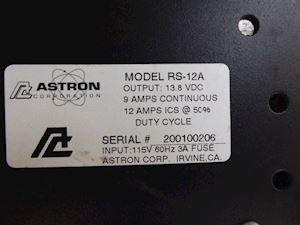 ASTRON
CORPORATION
MODEL RS-12A
OUTPUT: 13.8 VDC
9 AMPS CONTINUOUS
12 AMPS ICS @ 50%
DUTY CYCLE
SERIAL # 200100206
INPUT: 115V 60Hz 3A FUSE
ASTRON CORP. IRVINE, CA.